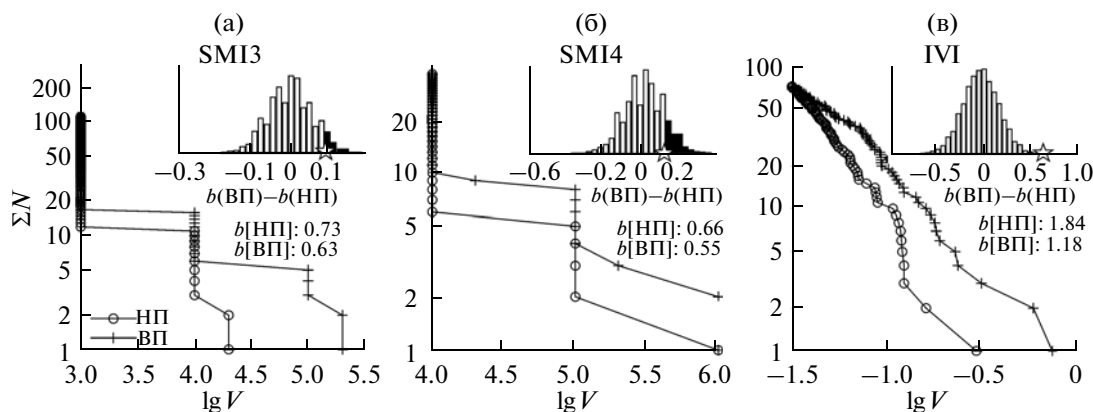 (а) (б) (в)
SMI3 SMI4 IVI
200
100
50
20
10
5
2
1
ΣN
−0.3 −0.1 0 0.1
b(ВП)−b(НП)
b[НП]: 0.73
b[ВП]: 0.63
НП
ВП
3.0 3.5 4.0 4.5 5.0 5.5
lg V
20
10
5
2
1
−0.6 −0.2 0 0.2
b(ВП)−b(НП)
b[НП]: 0.66
b[ВП]: 0.55
4.0 4.5 5.0 5.5 6.0
lg V
100
50
20
10
5
2
1
−0.5 0 0.5 1.0
b(ВП)−b(НП)
b[НП]: 1.84
b[ВП]: 1.18
−1.5 −1.0 −0.5 0
lg V